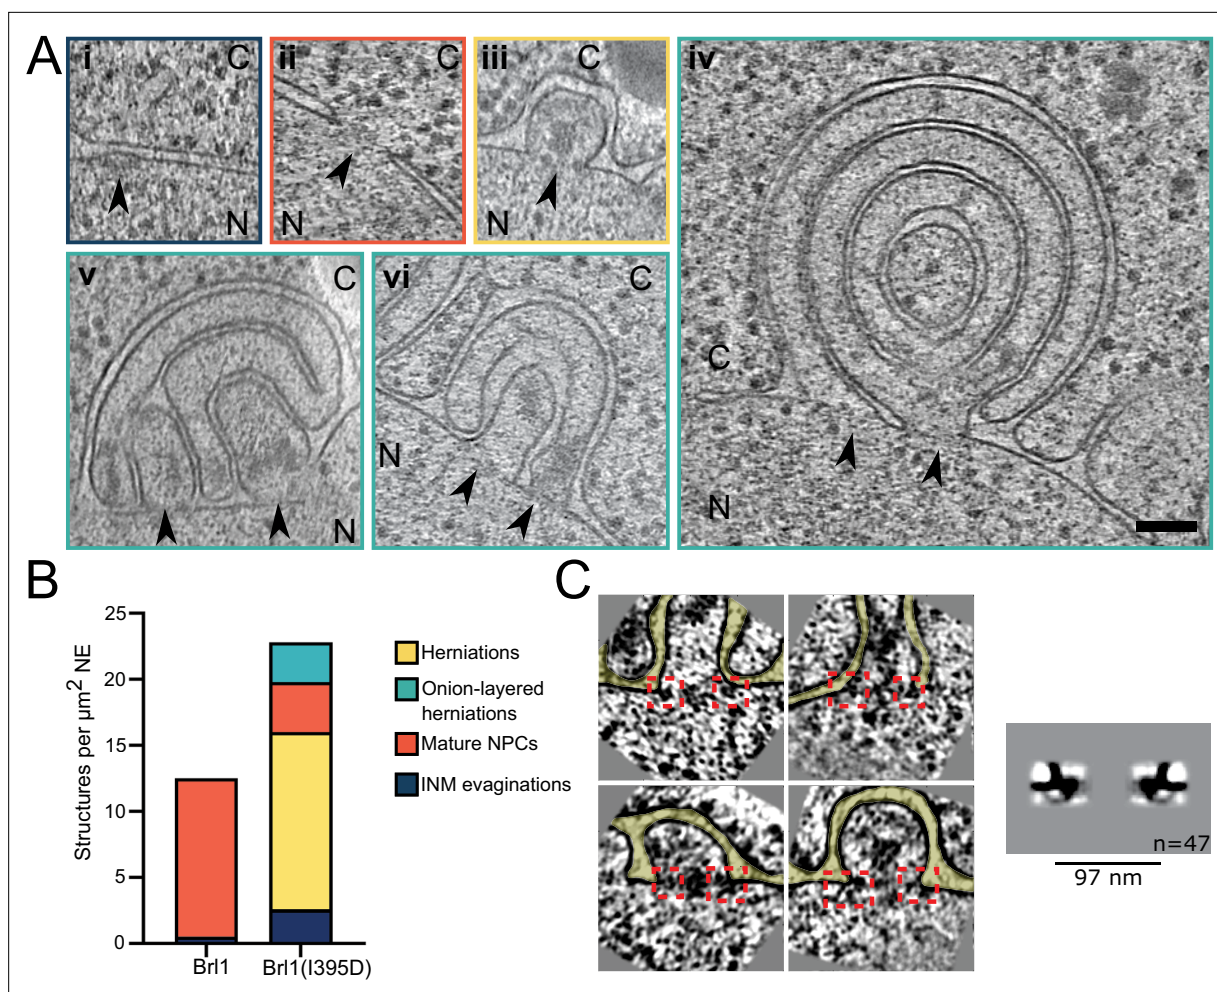 A
i
C
N
ii
C
N
iii
C
N
iv
C
N
v
C
N
vi
C
N
B
25
20
15
10
5
0
Structures per µm² NE
Brl1
Brl1(I395D)
Herniations
Onion-layered
herniations
Mature NPCs
INM evaginations
C
n=47
97 nm